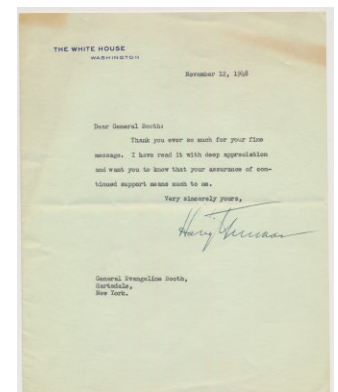 THE WHITE HOUSE
WASHINGTON
November 12, 1948
Dear General Booth:
Thank you ever so much for your fine
message. I have read it with deep appreciation
and want you to know that your assurance of con-
tinued support means much to me.
Very sincerely yours,
Harry Truman
General Evangeline Booth,
Hartsdale,
New York.